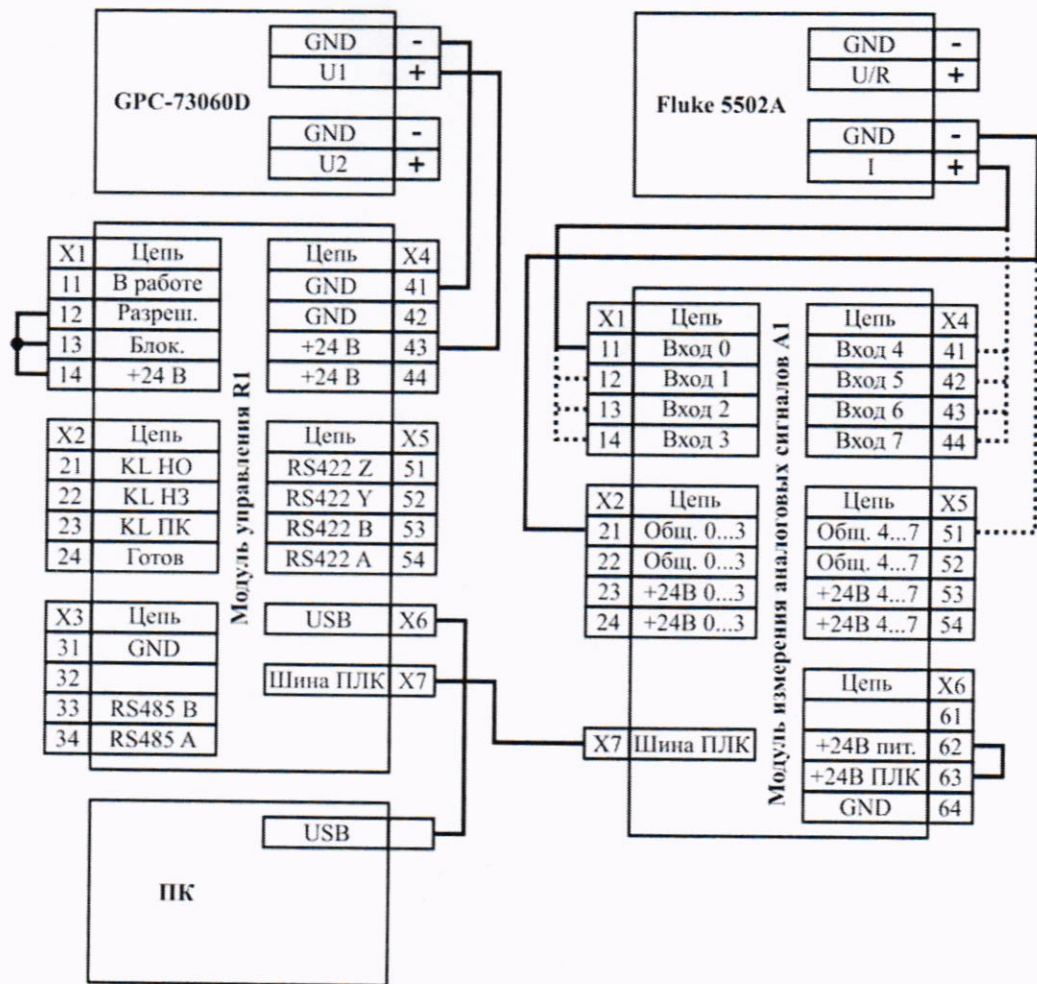 GPC-73060D
GND -
U1 +
GND -
U2 +
Fluke 5502A
GND -
U/R +
GND -
I +
Модуль управления R1
X1 Цепь
11 В работе
12 Разреш.
13 Блок.
14 +24 В
Цепь X4
GND 41
GND 42
+24 В 43
+24 В 44
X2 Цепь
21 KL НО
22 KL НЗ
23 KL ПК
24 Готов
Цепь X5
RS422 Z 51
RS422 Y 52
RS422 B 53
RS422 A 54
X3 Цепь
31 GND
32
33 RS485 B
34 RS485 A
USB X6
Шина ПЛК X7
ПК
USB
Модуль измерения аналоговых сигналов А1
X1 Цепь
11 Вход 0
12 Вход 1
13 Вход 2
14 Вход 3
Цепь X4
Вход 4 41
Вход 5 42
Вход 6 43
Вход 7 44
X2 Цепь
21 Общ. 0...3
22 Общ. 0...3
23 +24В 0...3
24 +24В 0...3
Цепь X5
Общ. 4...7 51
Общ. 4...7 52
+24В 4...7 53
+24В 4...7 54
Цепь X6
61
+24В пит. 62
+24В ПЛК 63
GND 64
X7 Шина ПЛК